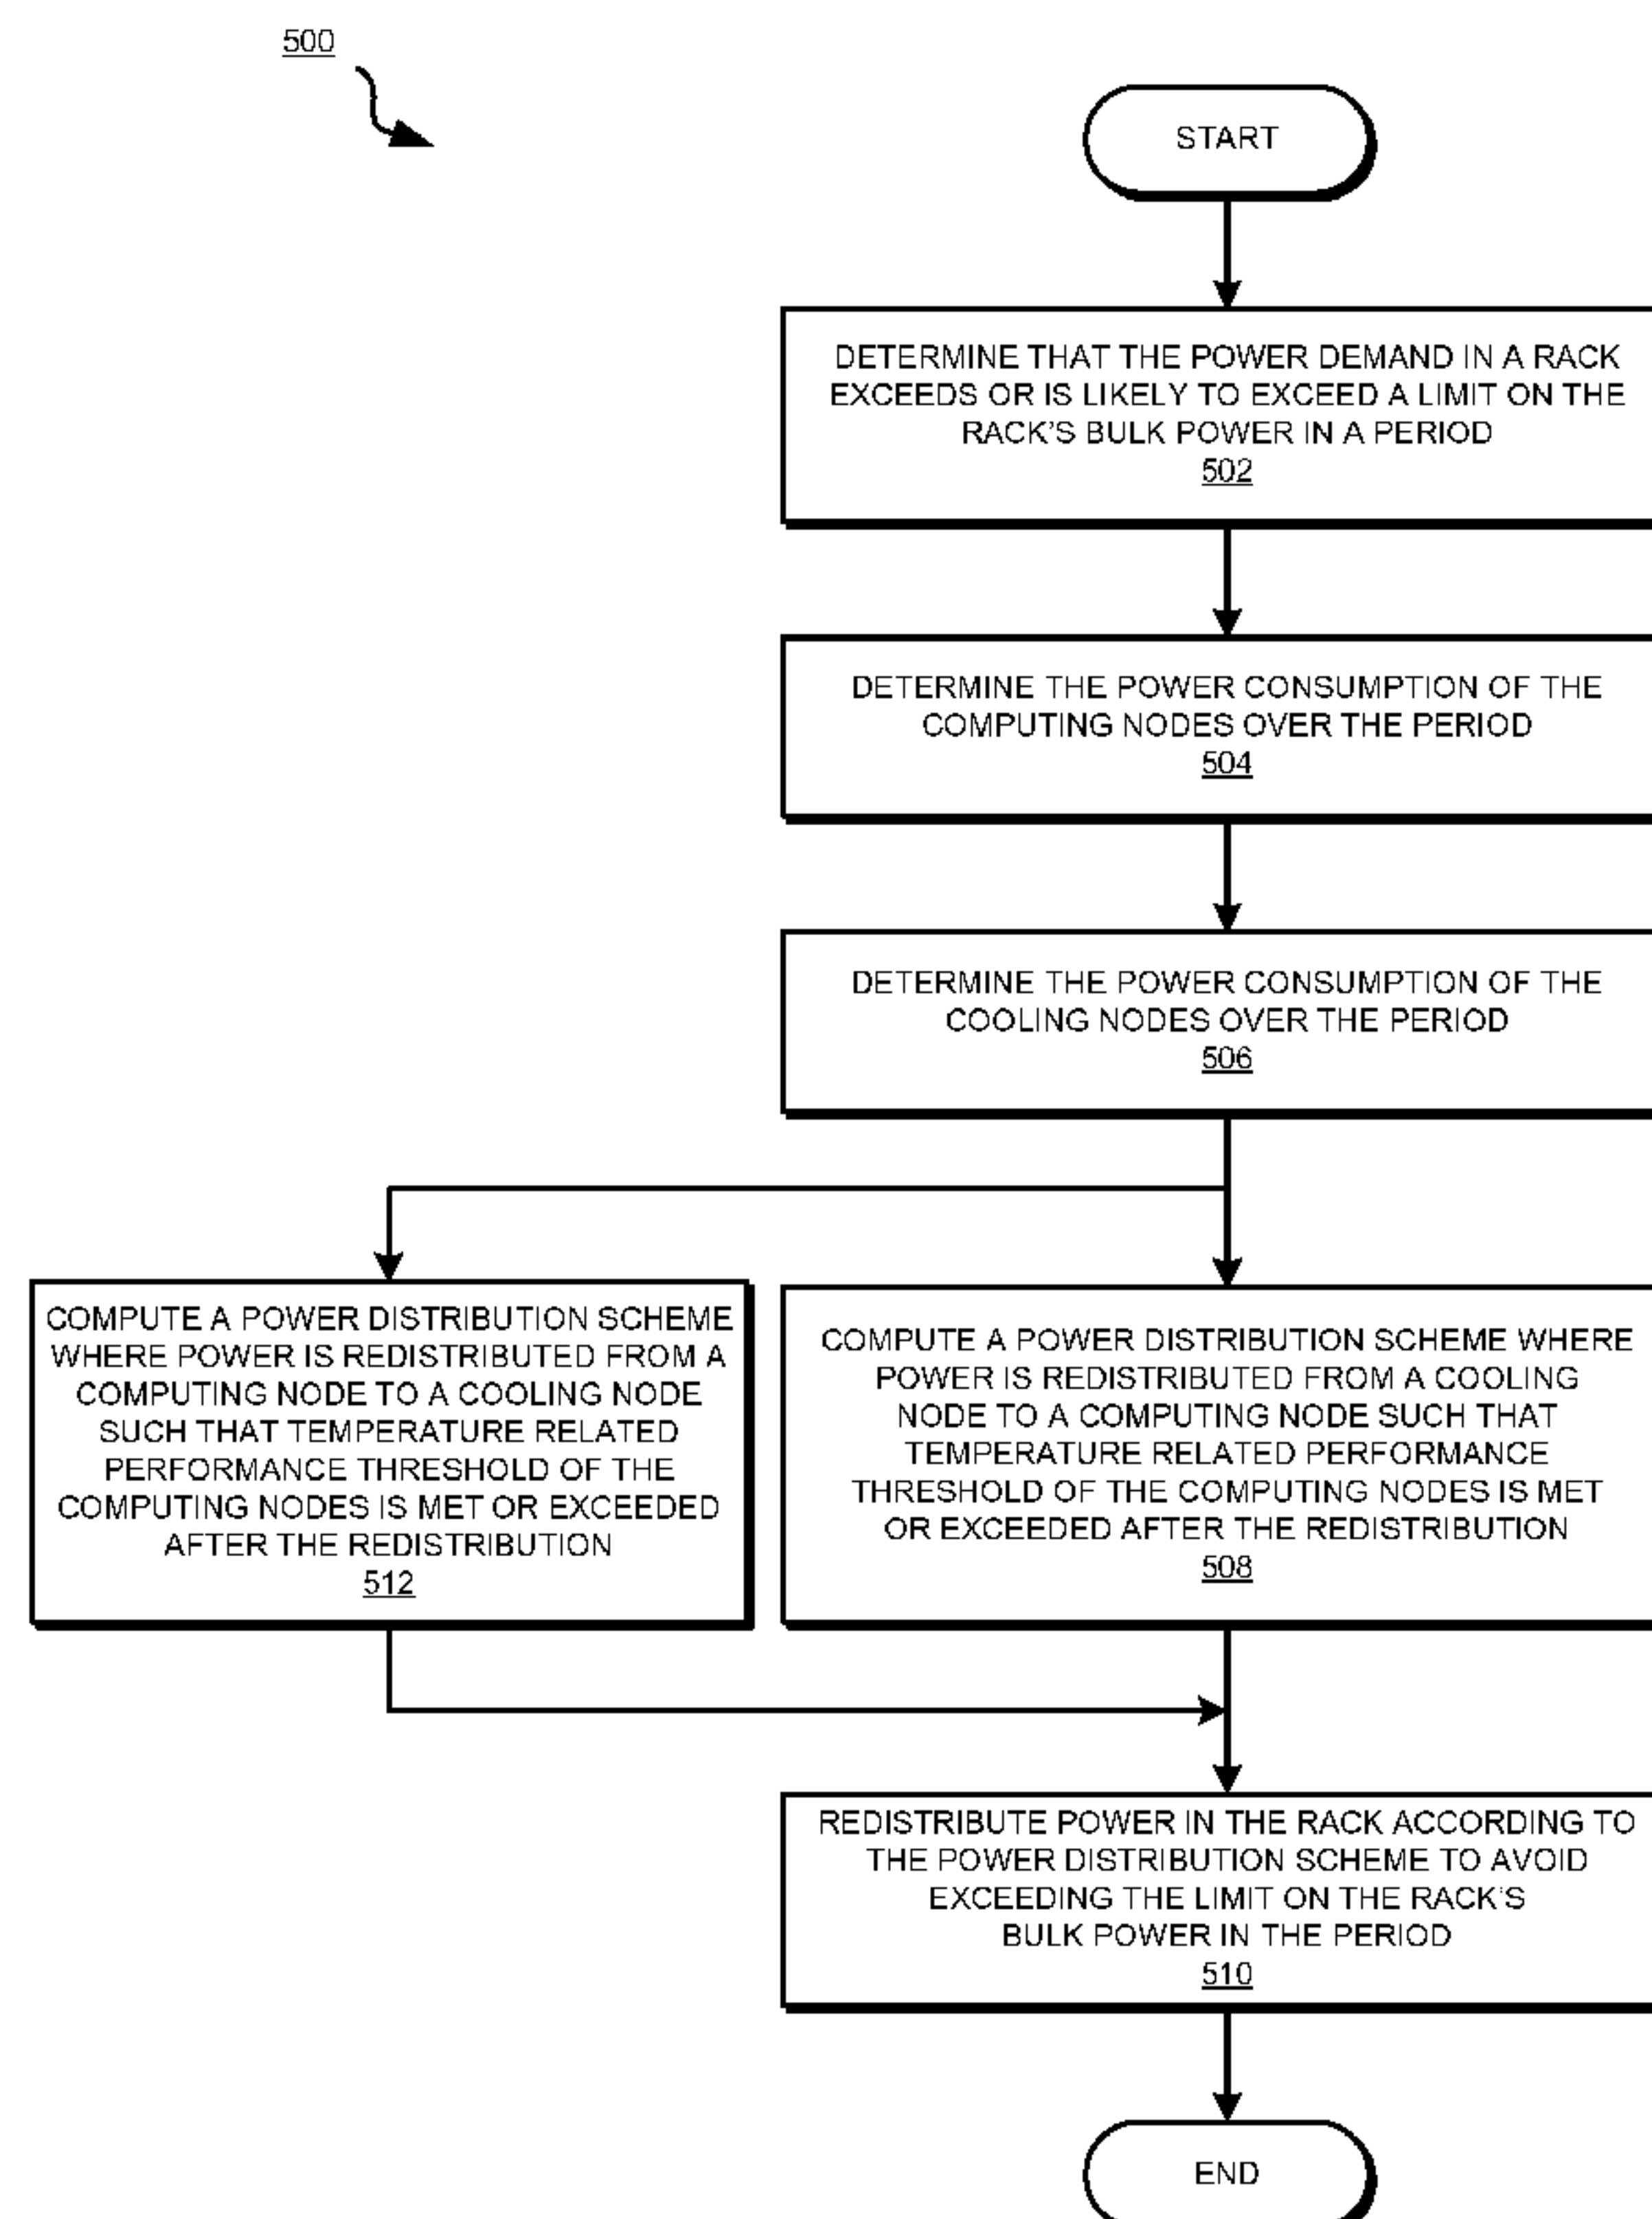 500
START
DETERMINE THAT THE POWER DEMAND IN A RACK
EXCEEDS OR IS LIKELY TO EXCEED A LIMIT ON THE
RACK'S BULK POWER IN A PERIOD
502
DETERMINE THE POWER CONSUMPTION OF THE
COMPUTING NODES OVER THE PERIOD
504
DETERMINE THE POWER CONSUMPTION OF THE
COOLING NODES OVER THE PERIOD
506
COMPUTE A POWER DISTRIBUTION SCHEME
WHERE POWER IS REDISTRIBUTED FROM A
COMPUTING NODE TO A COOLING NODE
SUCH THAT TEMPERATURE RELATED
PERFORMANCE THRESHOLD OF THE
COMPUTING NODES IS MET OR EXCEEDED
AFTER THE REDISTRIBUTION
512
COMPUTE A POWER DISTRIBUTION SCHEME WHERE
POWER IS REDISTRIBUTED FROM A COOLING
NODE TO A COMPUTING NODE SUCH THAT
TEMPERATURE RELATED PERFORMANCE
THRESHOLD OF THE COMPUTING NODES IS MET
OR EXCEEDED AFTER THE REDISTRIBUTION
508
REDISTRIBUTE POWER IN THE RACK ACCORDING TO
THE POWER DISTRIBUTION SCHEME TO AVOID
EXCEEDING THE LIMIT ON THE RACK'S
BULK POWER IN THE PERIOD
510
END